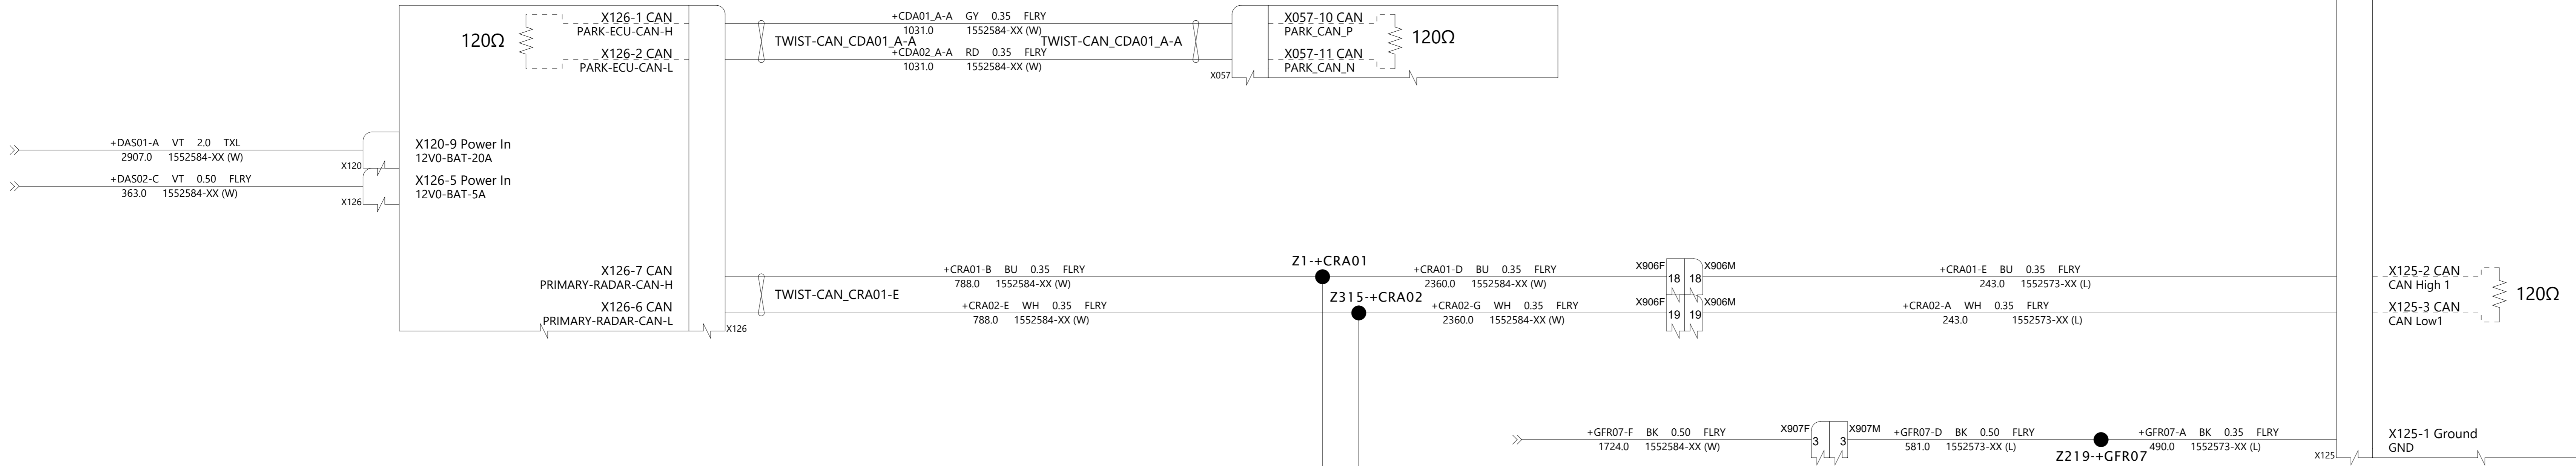 120Ω
X126-1 CAN
PARK-ECU-CAN-H
X126-2 CAN
PARK-ECU-CAN-L
TWIST-CAN_CDA01_A-A
+CDA01_A-A GY 0.35 FLRY
1031.0 1552584-XX (W)
+CDA02_A-A RD 0.35 FLRY
1031.0 1552584-XX (W)
TWIST-CAN_CDA01_A-A
X057
X057-10 CAN
PARK_CAN_P
X057-11 CAN
PARK_CAN_N
120Ω
+DAS01-A VT 2.0 TXL
2907.0 1552584-XX (W)
X120
X120-9 Power In
12V0-BAT-20A
+DAS02-C VT 0.50 FLRY
363.0 1552584-XX (W)
X126
X126-5 Power In
12V0-BAT-5A
X126-7 CAN
PRIMARY-RADAR-CAN-H
X126-6 CAN
PRIMARY-RADAR-CAN-L
X126
TWIST-CAN_CRA01-E
+CRA01-B BU 0.35 FLRY
788.0 1552584-XX (W)
+CRA02-E WH 0.35 FLRY
788.0 1552584-XX (W)
Z1-+CRA01
Z315-+CRA02
+CRA01-D BU 0.35 FLRY
2360.0 1552584-XX (W)
+CRA02-G WH 0.35 FLRY
2360.0 1552584-XX (W)
X906F
18
18
X906M
X906F
19
19
X906M
+CRA01-E BU 0.35 FLRY
243.0 1552573-XX (L)
+CRA02-A WH 0.35 FLRY
243.0 1552573-XX (L)
X125-2 CAN
CAN High 1
X125-3 CAN
CAN Low1
120Ω
+GFR07-F BK 0.50 FLRY
1724.0 1552584-XX (W)
X907F
3
3
X907M
+GFR07-D BK 0.50 FLRY
581.0 1552573-XX (L)
Z219-+GFR07
+GFR07-A BK 0.35 FLRY
490.0 1552573-XX (L)
X125
X125-1 Ground
GND